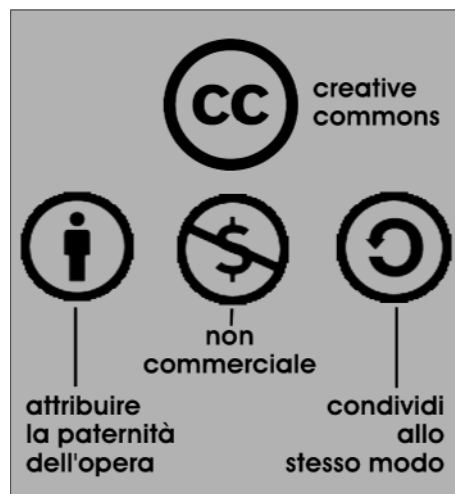 cc
creative
commons
$
non
commerciale
attribuire
la paternità
dell'opera
condividi
allo
stesso modo